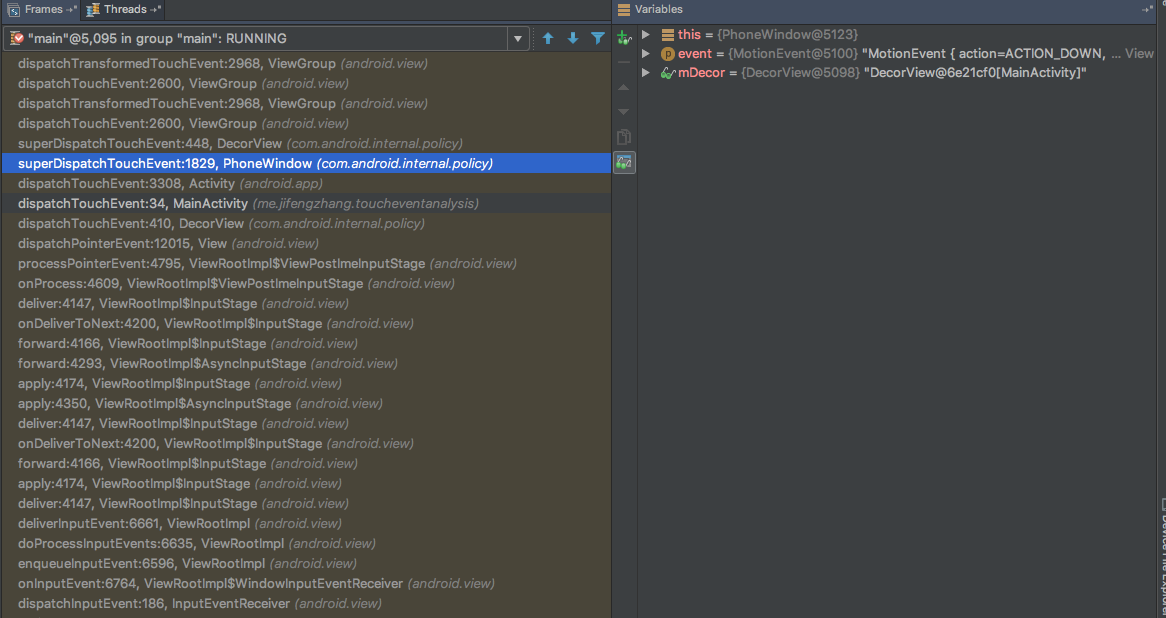 Frames Threads
"main"@5,095 in group "main": RUNNING
dispatchTransformedTouchEvent:2968, ViewGroup (android.view)
dispatchTouchEvent:2600, ViewGroup (android.view)
dispatchTransformedTouchEvent:2968, ViewGroup (android.view)
dispatchTouchEvent:2600, ViewGroup (android.view)
superDispatchTouchEvent:448, DecorView (com.android.internal.policy)
superDispatchTouchEvent:1829, PhoneWindow (com.android.internal.policy)
dispatchTouchEvent:3308, Activity (android.app)
dispatchTouchEvent:34, MainActivity (me.jifengzhang.toucheventanalysis)
dispatchTouchEvent:410, DecorView (com.android.internal.policy)
dispatchPointerEvent:12015, View (android.view)
processPointerEvent:4795, ViewRootImpl$ViewPostImeInputStage (android.view)
onProcess:4609, ViewRootImpl$ViewPostImeInputStage (android.view)
deliver:4147, ViewRootImpl$InputStage (android.view)
onDeliverToNext:4200, ViewRootImpl$InputStage (android.view)
forward:4166, ViewRootImpl$InputStage (android.view)
forward:4293, ViewRootImpl$AsyncInputStage (android.view)
apply:4174, ViewRootImpl$InputStage (android.view)
apply:4350, ViewRootImpl$AsyncInputStage (android.view)
deliver:4147, ViewRootImpl$InputStage (android.view)
onDeliverToNext:4200, ViewRootImpl$InputStage (android.view)
forward:4166, ViewRootImpl$InputStage (android.view)
apply:4174, ViewRootImpl$InputStage (android.view)
deliver:4147, ViewRootImpl$InputStage (android.view)
deliverInputEvent:6661, ViewRootImpl (android.view)
doProcessInputEvents:6635, ViewRootImpl (android.view)
enqueueInputEvent:6596, ViewRootImpl (android.view)
onInputEvent:6764, ViewRootImpl$WindowInputEventReceiver (android.view)
dispatchInputEvent:186, InputEventReceiver (android.view)
Variables
this = {PhoneWindow@5123}
event = {MotionEvent@5100} "MotionEvent { action=ACTION_DOWN, ... View
mDecor = {DecorView@5098} "DecorView@6e21cf0[MainActivity]"
Device File Explorer